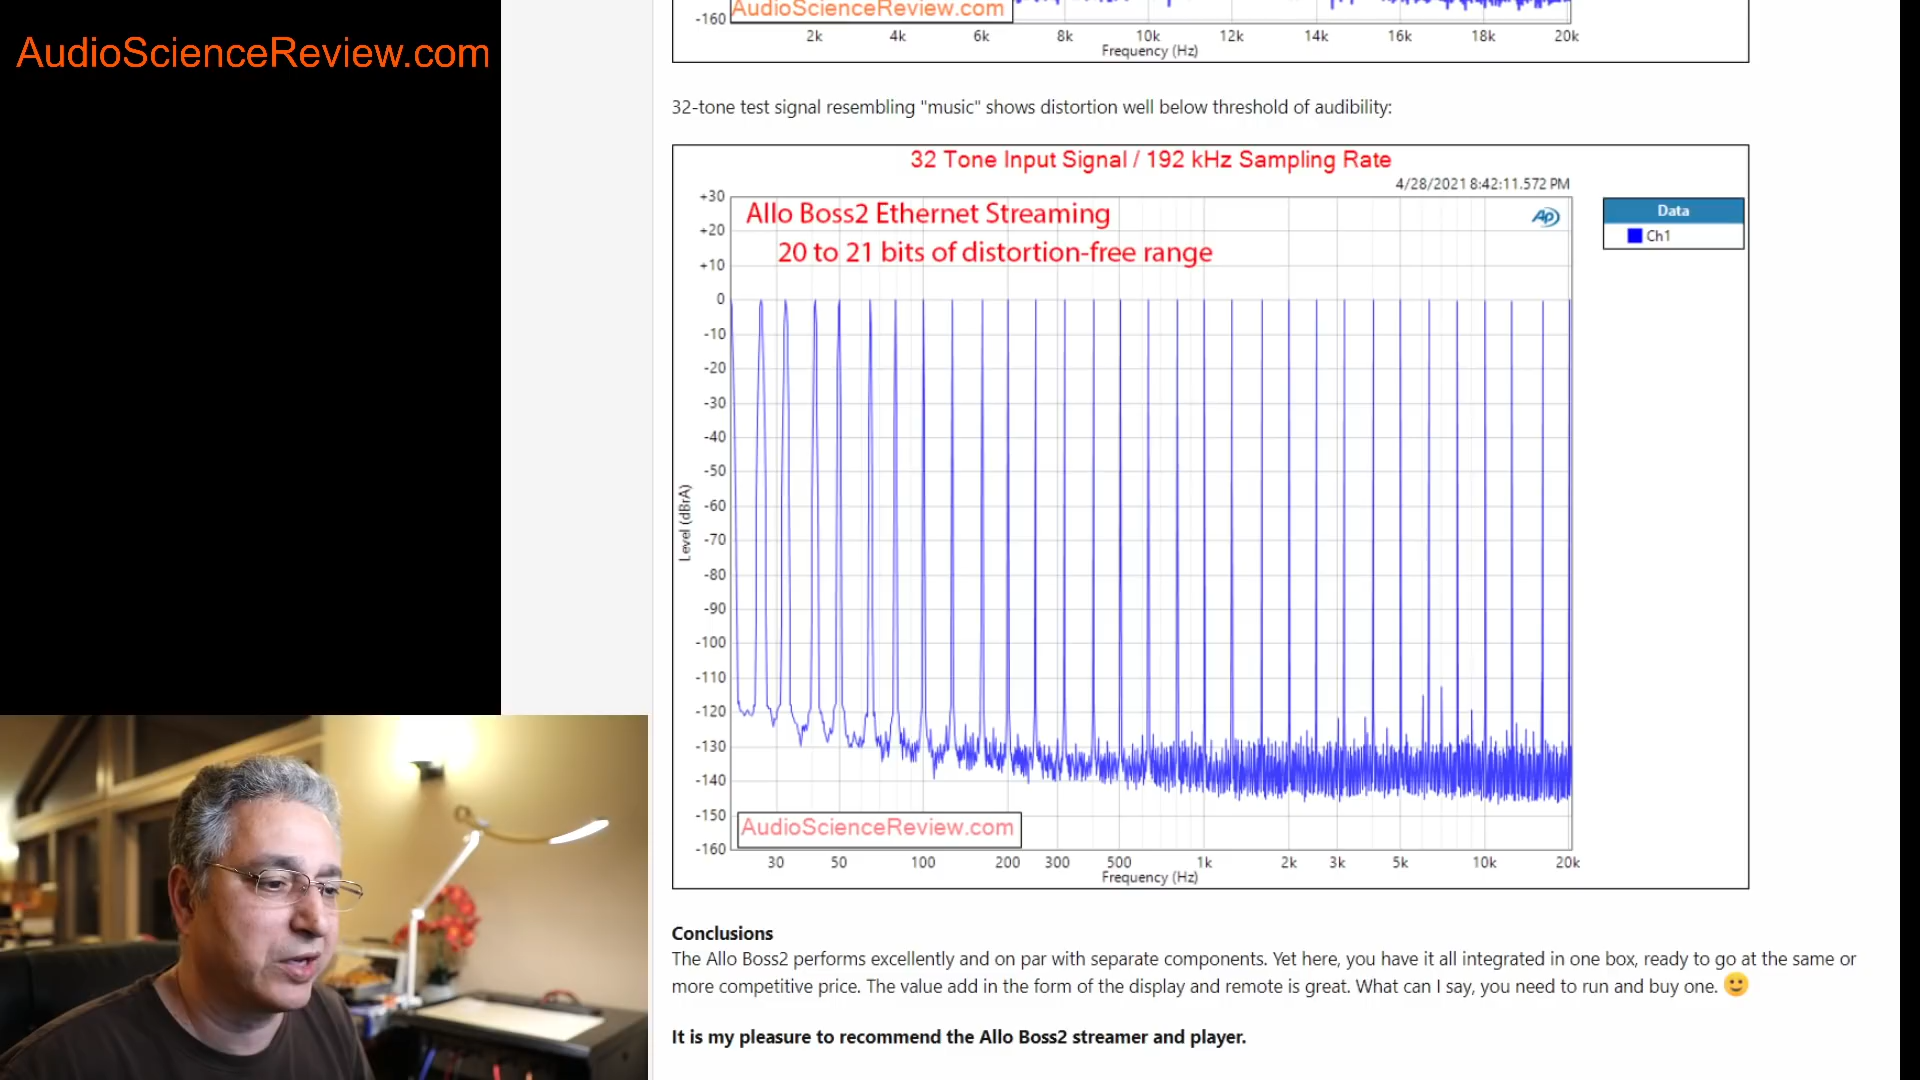 AudioScienceReview.com
-160
AudioScienceReview.com
2k 4k 6k 8k 10k 12k 14k 16k 18k 20k
Frequency (Hz)
32-tone test signal resembling "music" shows distortion well below threshold of audibility:
32 Tone Input Signal / 192 kHz Sampling Rate
4/28/2021 8:42:11.572 PM
Allo Boss2 Ethernet Streaming
20 to 21 bits of distortion-free range
AP
Data
Ch1
Level (dBrA)
+30
+20
+10
0
-10
-20
-30
-40
-50
-60
-70
-80
-90
-100
-110
-120
-130
-140
-150
-160
AudioScienceReview.com
30 50 100 200 300 500 1k 2k 3k 5k 10k 20k
Frequency (Hz)
Conclusions
The Allo Boss2 performs excellently and on par with separate components. Yet here, you have it all integrated in one box, ready to go at the same or
more competitive price. The value add in the form of the display and remote is great. What can I say, you need to run and buy one. 🙂
It is my pleasure to recommend the Allo Boss2 streamer and player.